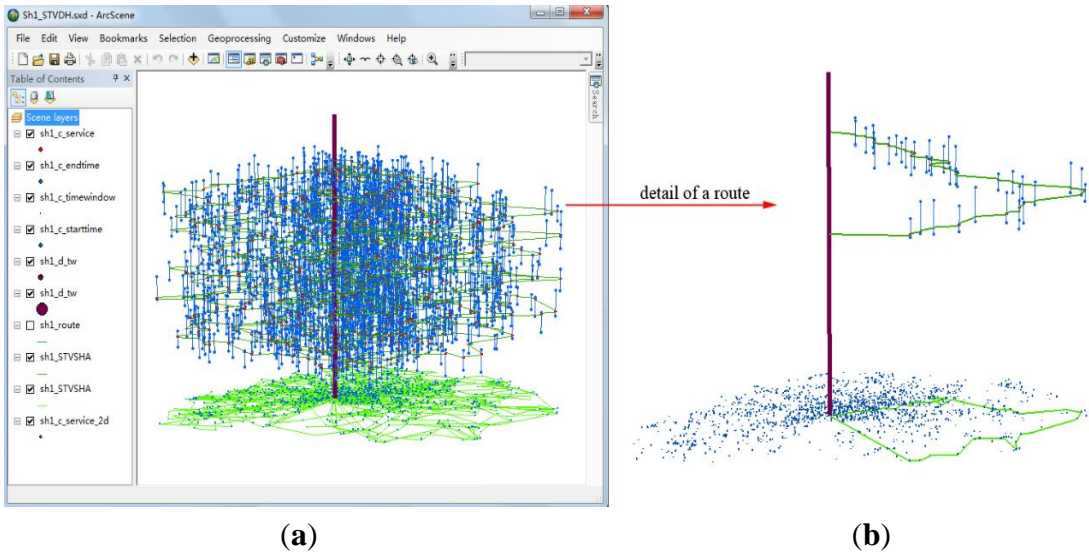 Sh1_STVDH.sxd - ArcScene
File Edit View Bookmarks Selection Geoprocessing Customize Windows Help
Table of Contents
Search
Scene layers
sh1_c_service
sh1_c_endtime
sh1_c_timewindow
sh1_c_starttime
sh1_d_tw
sh1_d_tw
sh1_route
sh1_STVSHA
sh1_STVSHA
sh1_c_service_2d
detail of a route
(a)
(b)